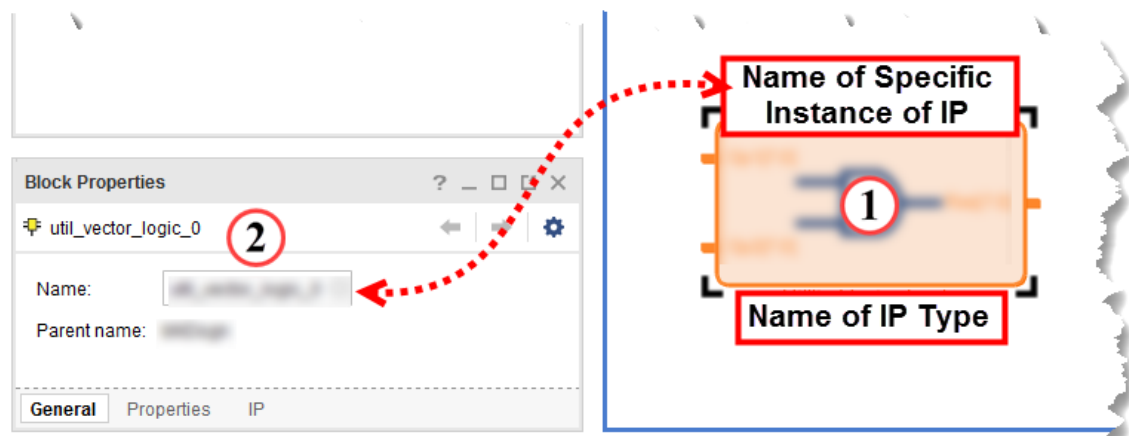 Name of Specific
Instance of IP
Block Properties
util_vector_logic_0
2
1
Name:
Parent name:
Name of IP Type
General Properties IP